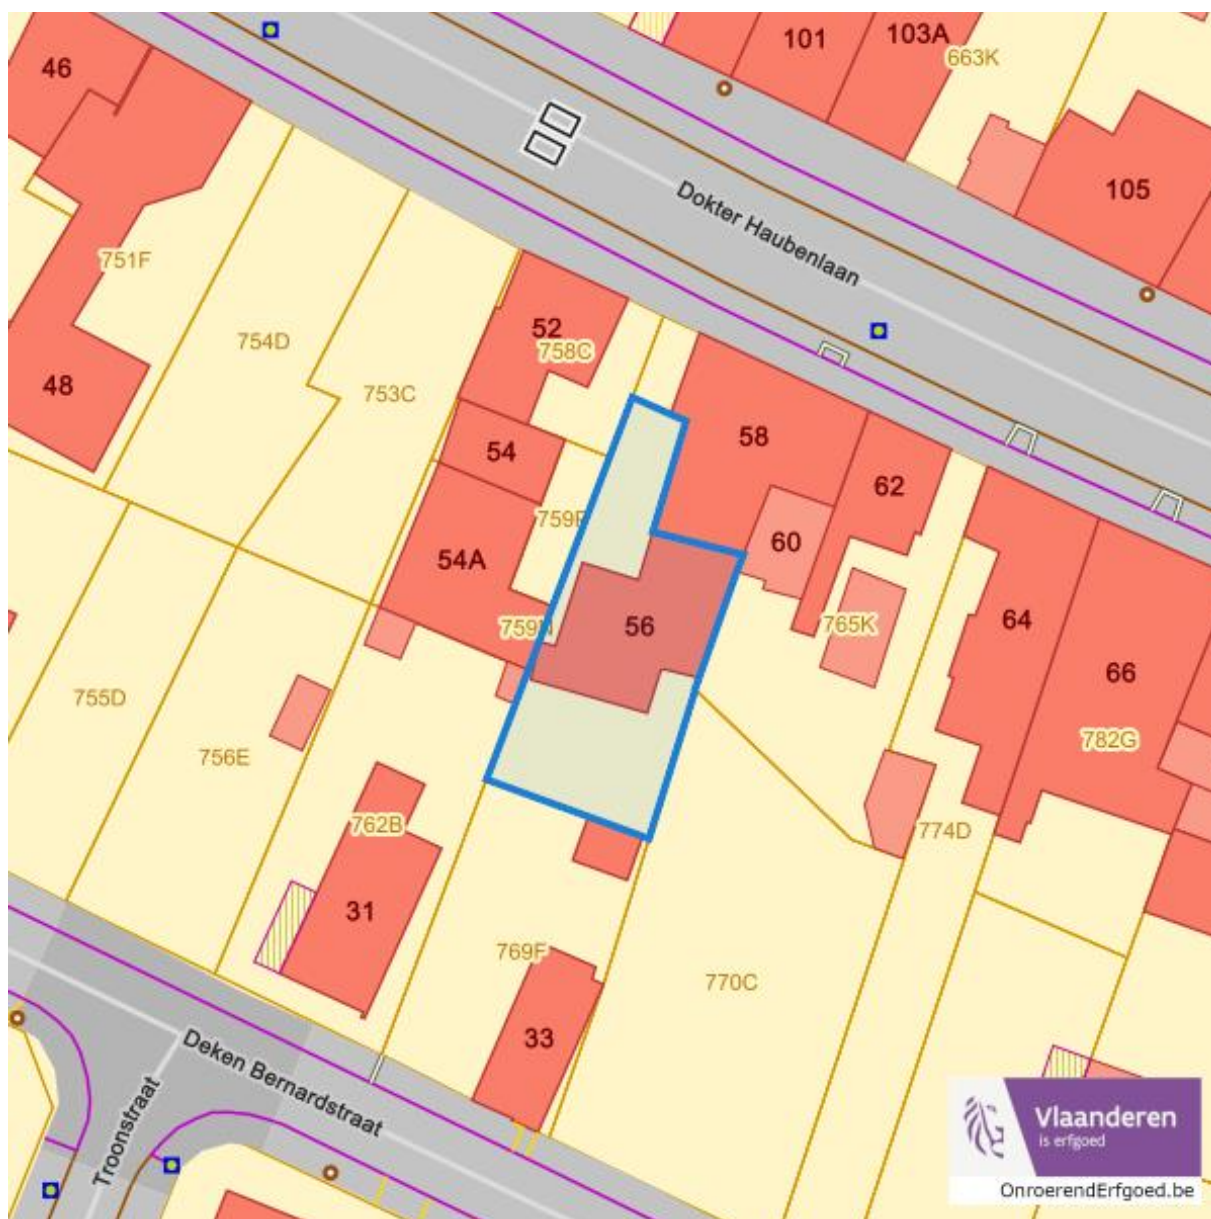 46
101
103A
663K
105
Dokter Haubenlaan
751F
754D
753C
48
52
758C
54
54A
58
62
60
56
765K
64
66
782G
755D
756E
762B
31
769F
33
770C
774D
Deken Bernardstraat
Troonstraat
Vlaanderen
is erfgoed
OnroerendErfgoed.be